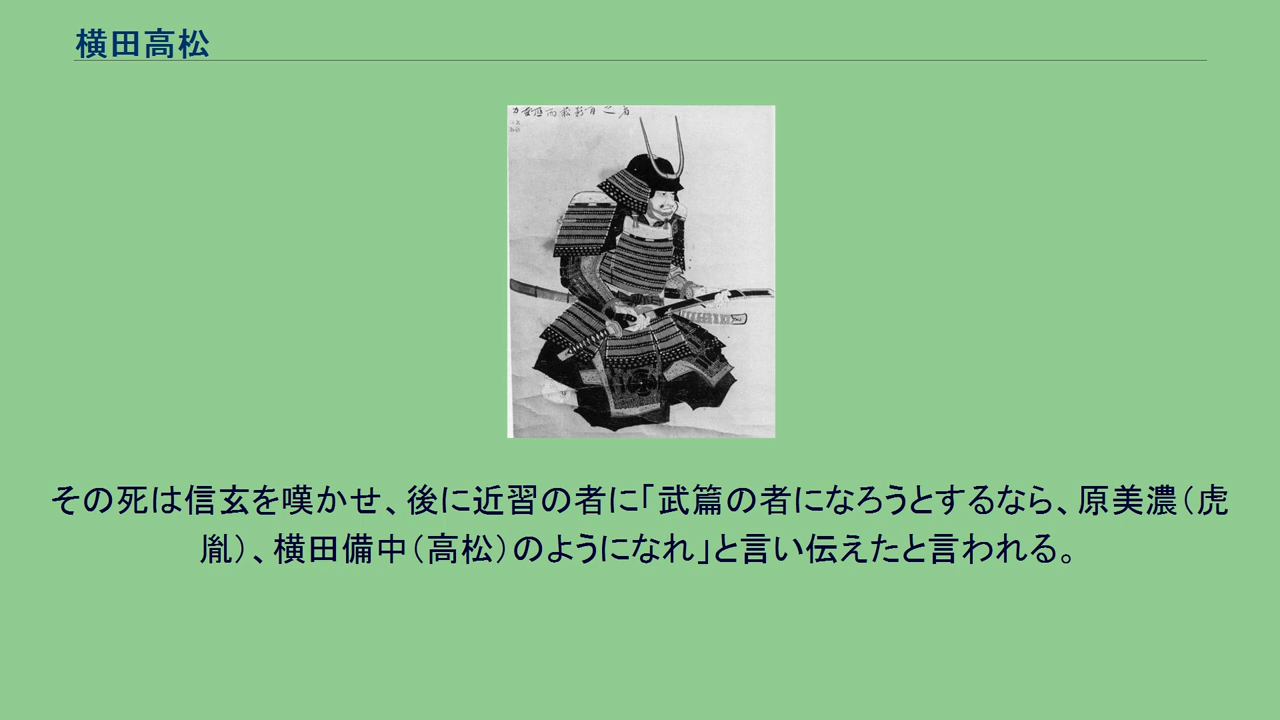 横田高松
その死は信玄を嘆かせ、後に近習の者に｢武篇の者になろうとするなら、原美濃（虎
胤）、横田備中（高松）のようになれ｣と言い伝えたと言われる。